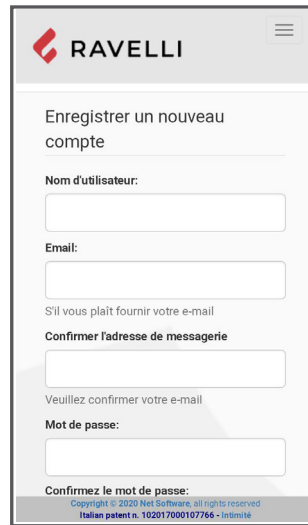 RAVELLI
Enregistrer un nouveau
compte
Nom d'utilisateur:
Email:
S'il vous plaît fournir votre e-mail
Confirmer l'adresse de messagerie
Veuillez confirmer votre e-mail
Mot de passe:
Confirmez le mot de passe:
Copyright © 2020 Net Software, all rights reserved
Italian patent n. 102017000107766 - Intimité